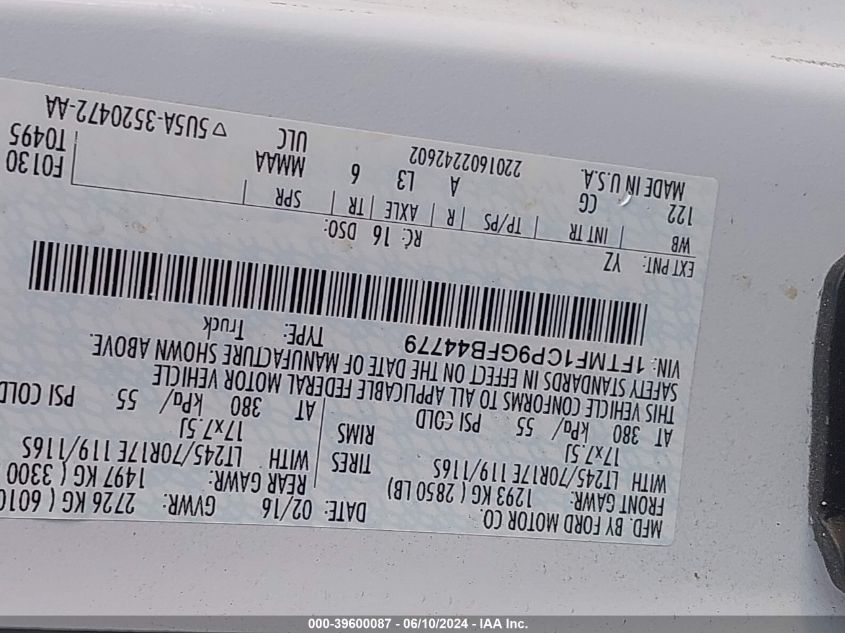 MFD. BY FORD MOTOR CO.
DATE: 02/16 GVWR: 2726 KG ( 6010
FRONT GAWR: 1293 KG ( 2850 LB) REAR GAWR: 1497 KG ( 3300
WITH LT245/70R17E 119/116S TIRES WITH LT245/70R17E 119/116S
17x7.5J RIMS 17x7.5J
AT 380 kPa/ 55 PSI COLD AT 380 kPa/ 55 PSI COLD
THIS VEHICLE CONFORMS TO ALL APPLICABLE FEDERAL MOTOR VEHICLE
SAFETY STANDARDS IN EFFECT ON THE DATE OF MANUFACTURE SHOWN ABOVE.
VIN: 1FTMF1CP9GFB44779 TYPE: Truck
EXT PNT: YZ RC: 16 DSO:
WB INT TR TP/PS R AXLE TR SPR F0130
122 CG A L3 6 MMAA T0495
MADE IN U.S.A. ULC
2201602242602 ▽ 5U5A-3520472-AA
000-39600087 - 06/10/2024 - IAA Inc.